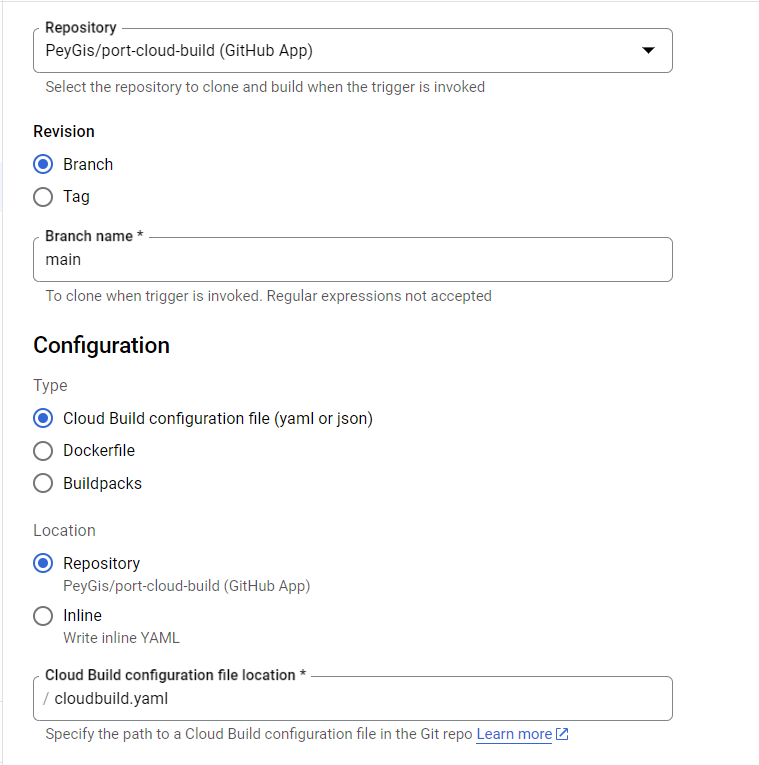 Repository
PeyGis/port-cloud-build (GitHub App)
Select the repository to clone and build when the trigger is invoked
Revision
Branch
Tag
Branch name *
main
To clone when trigger is invoked. Regular expressions not accepted
Configuration
Type
Cloud Build configuration file (yaml or json)
Dockerfile
Buildpacks
Location
Repository
PeyGis/port-cloud-build (GitHub App)
Inline
Write inline YAML
Cloud Build configuration file location *
/ cloudbuild.yaml
Specify the path to a Cloud Build configuration file in the Git repo Learn more